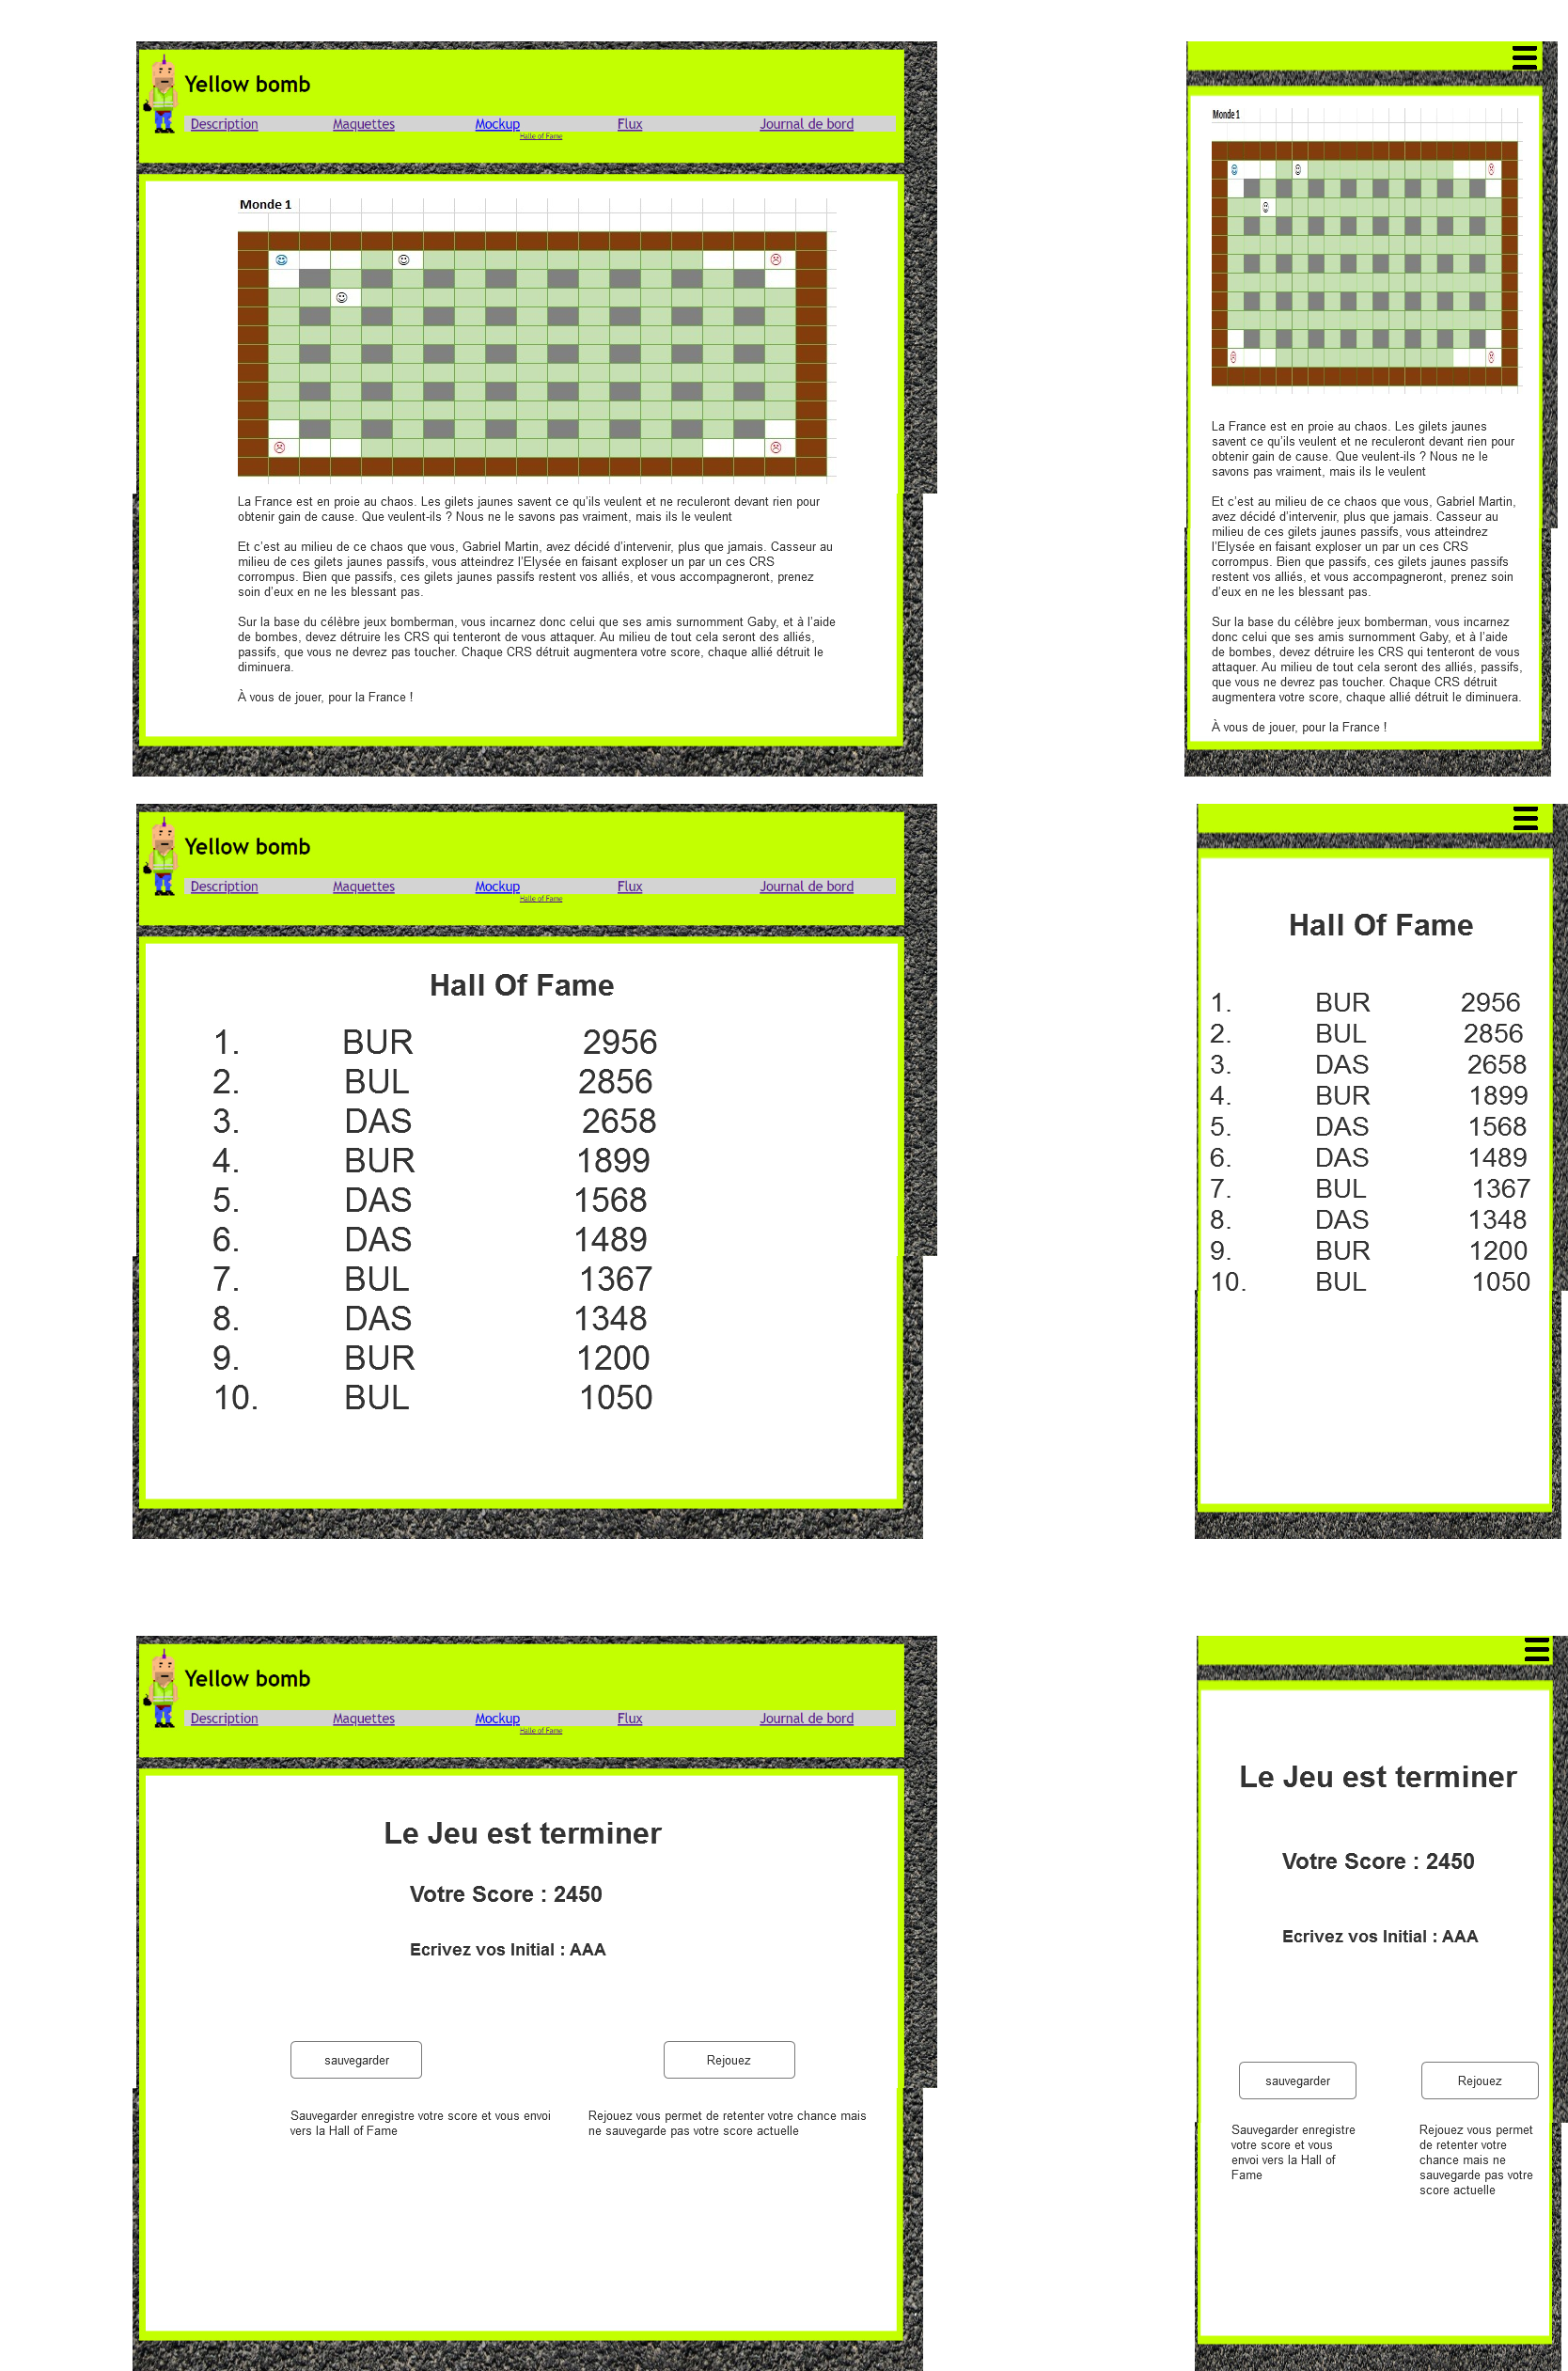 Yellow bomb
Description Maquettes Mockup Flux Journal de bord
Halle of Fame
Monde 1
La France est en proie au chaos. Les gilets jaunes savent ce qu'ils veulent et ne reculeront devant rien pour
obtenir gain de cause. Que veulent-ils ? Nous ne le savons pas vraiment, mais ils le veulent
Et c'est au milieu de ce chaos que vous, Gabriel Martin, avez décidé d'intervenir, plus que jamais. Casseur au
milieu de ces gilets jaunes passifs, vous atteindrez l'Elysée en faisant exploser un par un ces CRS
corrompus. Bien que passifs, ces gilets jaunes passifs restent vos alliés, et vous accompagneront, prenez
soin d'eux en ne les blessant pas.
Sur la base du célèbre jeux bomberman, vous incarnez donc celui que ses amis surnomment Gaby, et à l'aide
de bombes, devez détruire les CRS qui tenteront de vous attaquer. Au milieu de tout cela seront des alliés,
passifs, que vous ne devrez pas toucher. Chaque CRS détruit augmentera votre score, chaque allié détruit le
diminuera.
À vous de jouer, pour la France !
Monde 1
La France est en proie au chaos. Les gilets jaunes
savent ce qu'ils veulent et ne reculeront devant rien pour
obtenir gain de cause. Que veulent-ils ? Nous ne le
savons pas vraiment, mais ils le veulent
Et c'est au milieu de ce chaos que vous, Gabriel Martin,
avez décidé d'intervenir, plus que jamais. Casseur au
milieu de ces gilets jaunes passifs, vous atteindrez
l'Elysée en faisant exploser un par un ces CRS
corrompus. Bien que passifs, ces gilets jaunes passifs
restent vos alliés, et vous accompagneront, prenez soin
d'eux en ne les blessant pas.
Sur la base du célèbre jeux bomberman, vous incarnez
donc celui que ses amis surnomment Gaby, et à l'aide
de bombes, devez détruire les CRS qui tenteront de vous
attaquer. Au milieu de tout cela seront des alliés, passifs,
que vous ne devrez pas toucher. Chaque CRS détruit
augmentera votre score, chaque allié détruit le diminuera.
À vous de jouer, pour la France !
Yellow bomb
Description Maquettes Mockup Flux Journal de bord
Halle of Fame
Hall Of Fame
1. BUR 2956
2. BUL 2856
3. DAS 2658
4. BUR 1899
5. DAS 1568
6. DAS 1489
7. BUL 1367
8. DAS 1348
9. BUR 1200
10. BUL 1050
Hall Of Fame
1. BUR 2956
2. BUL 2856
3. DAS 2658
4. BUR 1899
5. DAS 1568
6. DAS 1489
7. BUL 1367
8. DAS 1348
9. BUR 1200
10. BUL 1050
Yellow bomb
Description Maquettes Mockup Flux Journal de bord
Halle of Fame
Le Jeu est terminer
Votre Score : 2450
Ecrivez vos Initial : AAA
sauvegarder
Rejouez
Sauvegarder enregistre votre score et vous envoi
vers la Hall of Fame
Rejouez vous permet de retenter votre chance mais
ne sauvegarde pas votre score actuelle
Le Jeu est terminer
Votre Score : 2450
Ecrivez vos Initial : AAA
sauvegarder
Rejouez
Sauvegarder enregistre
votre score et vous
envoi vers la Hall of
Fame
Rejouez vous permet
de retenter votre
chance mais ne
sauvegarde pas votre
score actuelle